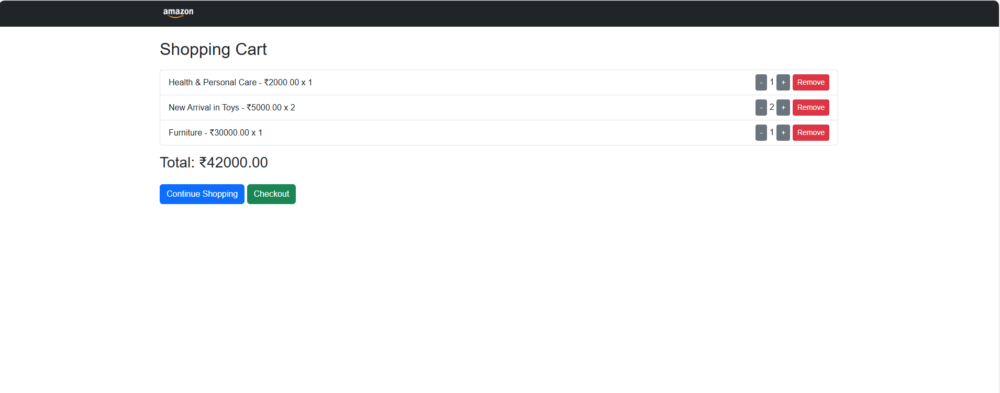 amazon
Shopping Cart
Health & Personal Care - ₹2000.00 x 1 - 1 + Remove
New Arrival in Toys - ₹5000.00 x 2 - 2 + Remove
Furniture - ₹30000.00 x 1 - 1 + Remove
Total: ₹42000.00
Continue Shopping Checkout